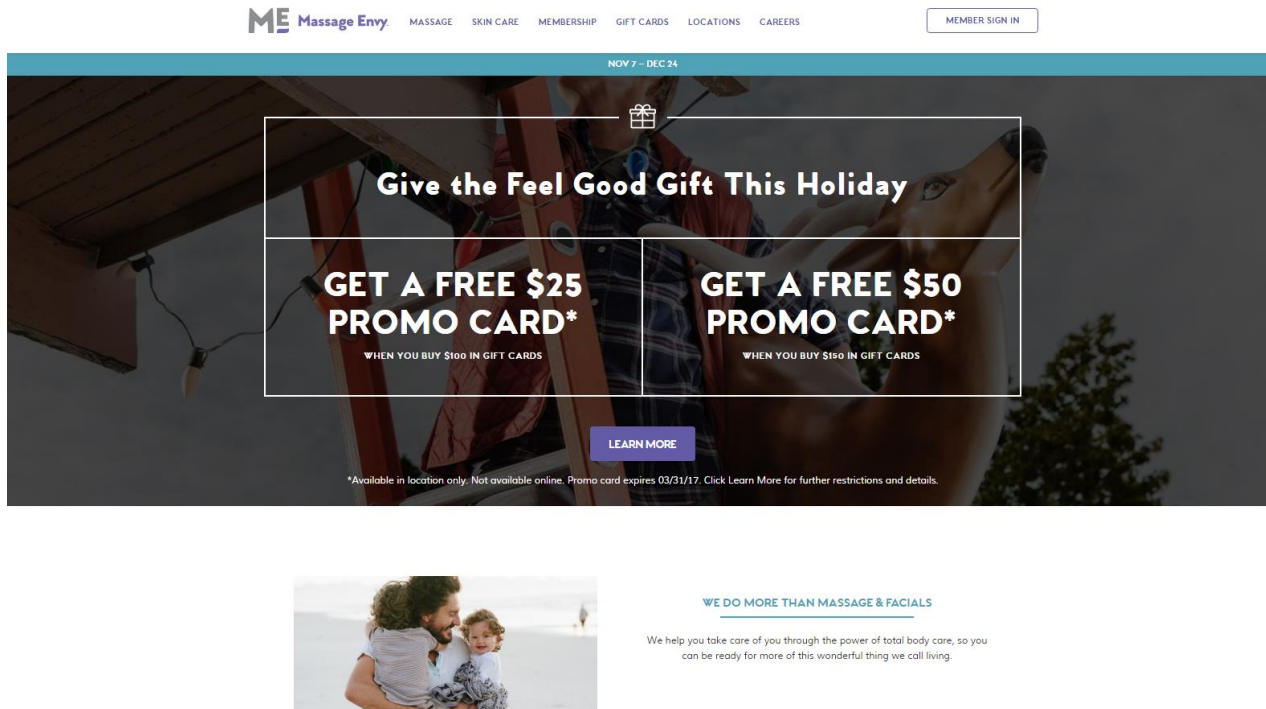 ME Massage Envy. MASSAGE SKIN CARE MEMBERSHIP GIFT CARDS LOCATIONS CAREERS MEMBER SIGN IN
NOV 7 – DEC 24
Give the Feel Good Gift This Holiday
GET A FREE $25
PROMO CARD*
WHEN YOU BUY $100 IN GIFT CARDS
GET A FREE $50
PROMO CARD*
WHEN YOU BUY $150 IN GIFT CARDS
LEARN MORE
*Available in location only. Not available online. Promo card expires 03/31/17. Click Learn More for further restrictions and details.
WE DO MORE THAN MASSAGE & FACIALS
We help you take care of you through the power of total body care, so you
can be ready for more of this wonderful thing we call living.